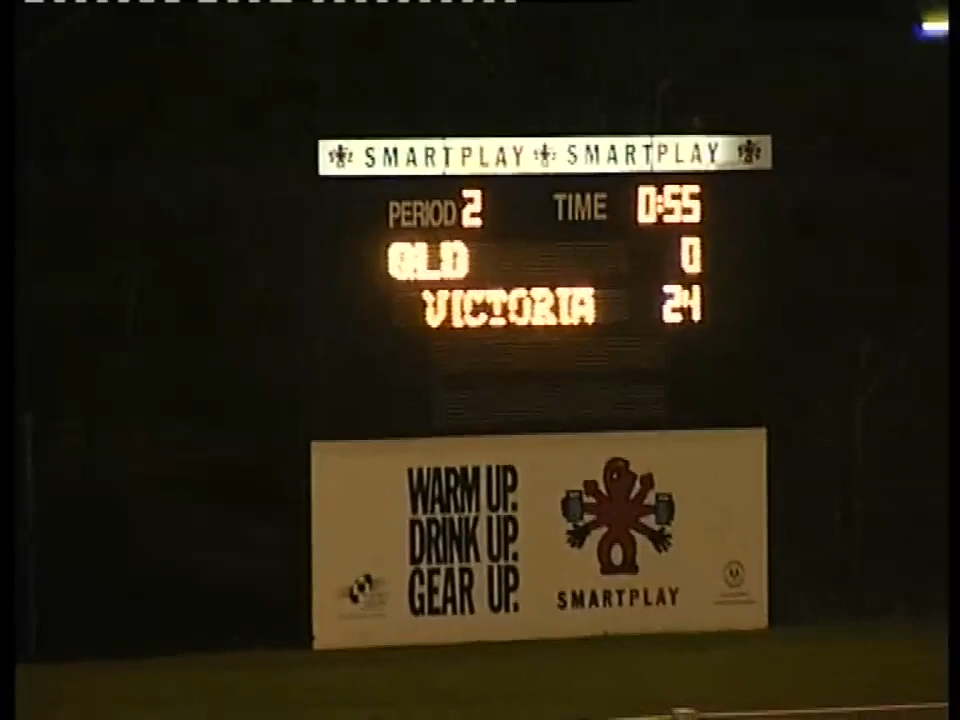 SMARTPLAY SMARTPLAY
PERIOD 2 TIME 0:55
QLD 0
VICTORIA 24
WARM UP.
DRINK UP.
GEAR UP.
SMARTPLAY